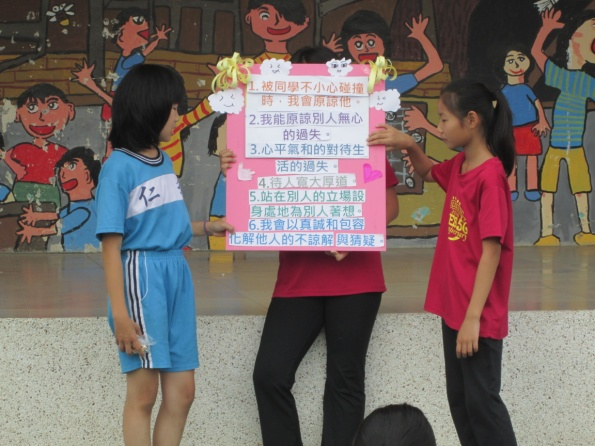 1.被同學不小心碰撞
時，我會原諒他。
2.我能原諒別人無心
的過失。
3.心平氣和的對待生
活的過失。
4.待人寬大厚道。
5.站在別人的立場設
身處地為別人著想。
6.我會以真誠和包容
化解他人的不諒解與猜疑。
仁